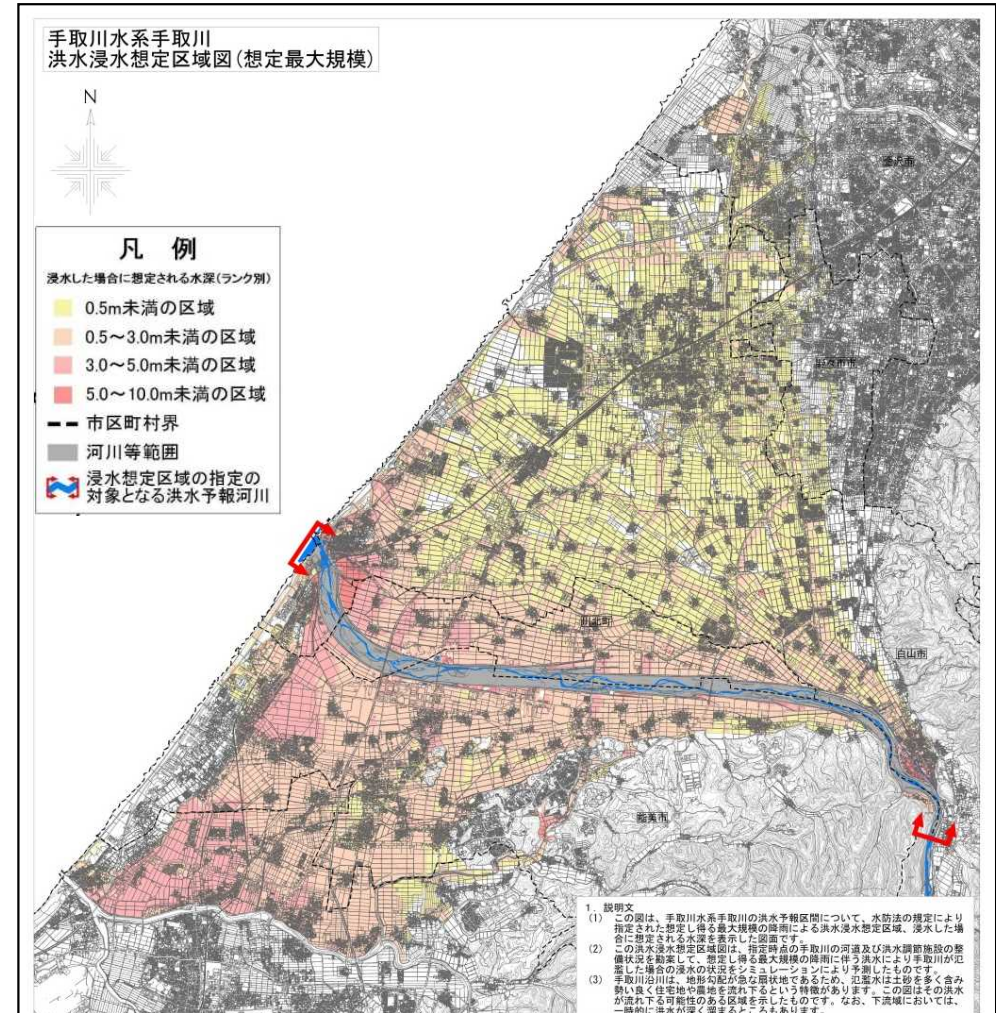 手取川水系手取川
洪水浸水想定区域図(想定最大規模)
N
凡 例
浸水した場合に想定される水深(ランク別)
0.5m未満の区域
0.5～3.0m未満の区域
3.0～5.0m未満の区域
5.0～10.0m未満の区域
市区町村界
河川等範囲
浸水想定区域の指定の
対象となる洪水予報河川
金沢市
野々市市
川北町
白山市
能美市
1. 説明文
(1) この図は、手取川水系手取川の洪水予報区間について、水防法の規定により
指定された想定し得る最大規模の降雨による洪水浸水想定区域、浸水した場
合に想定される水深を表示した図面です。
(2) この洪水浸水想定区域図は、指定時点の手取川の河道及び洪水調節施設の整
備状況を勘案して、想定し得る最大規模の降雨に伴う洪水により手取川が氾
濫した場合の浸水の状況をシミュレーションにより予測したものです。
(3) 手取川沿川は、地形勾配が急な扇状地であるため、氾濫水は土砂を多く含み
勢い良く住宅地や農地を流れ下るという特徴があります。この図はその洪水
が流れ下る可能性のある区域を示したものです。なお、下流域においては、
一時的に洪水が深く溜まるところもあります。